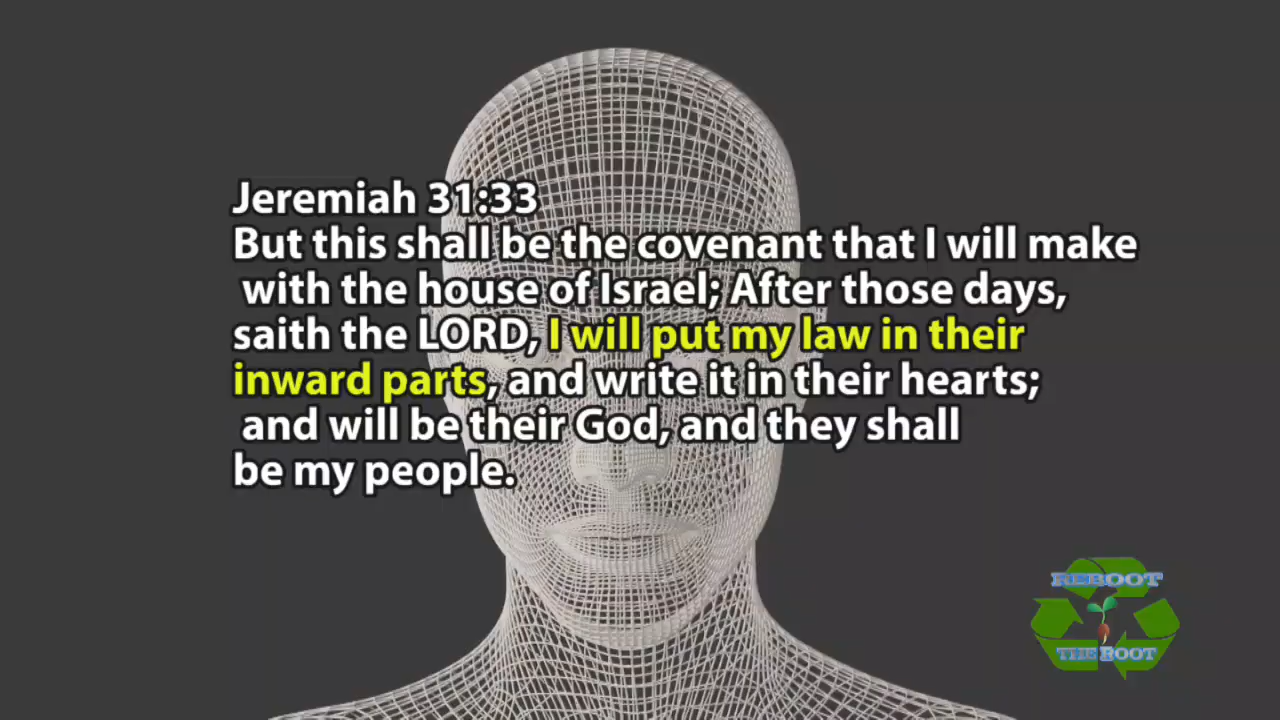 Jeremiah 31:33
But this shall be the covenant that I will make
with the house of Israel; After those days,
saith the LORD, I will put my law in their
inward parts, and write it in their hearts;
and will be their God, and they shall
be my people.
REBOOT
THE ROOT